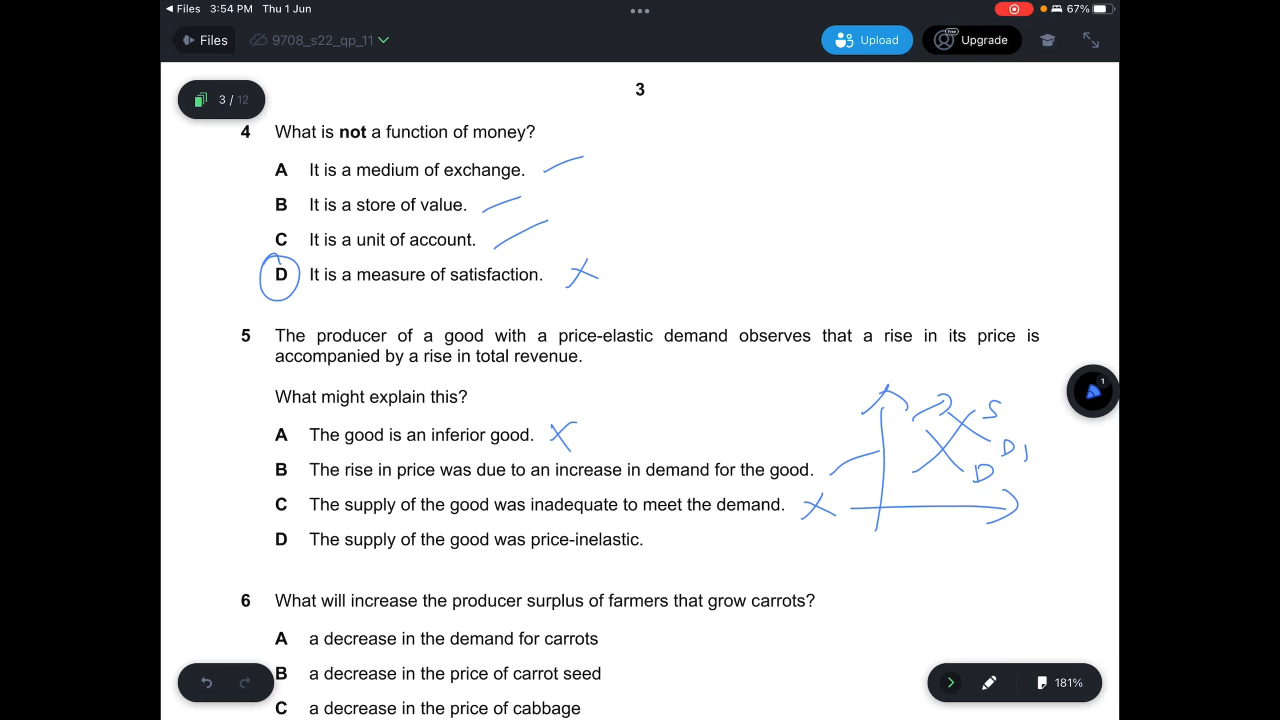 Files 3:54 PM Thu 1 Jun 67%
Files 9708_s22_qp_11 Upload Free Upgrade
3 / 12
3
4 What is not a function of money?
A It is a medium of exchange.
B It is a store of value.
C It is a unit of account.
D It is a measure of satisfaction.
5 The producer of a good with a price-elastic demand observes that a rise in its price is
accompanied by a rise in total revenue.
What might explain this?
A The good is an inferior good.
B The rise in price was due to an increase in demand for the good.
C The supply of the good was inadequate to meet the demand.
D The supply of the good was price-inelastic.
S
D1
D
1
6 What will increase the producer surplus of farmers that grow carrots?
A a decrease in the demand for carrots
B a decrease in the price of carrot seed
C a decrease in the price of cabbage
181%